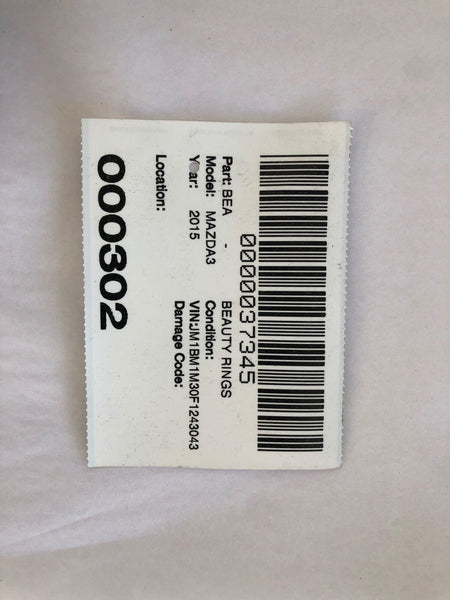 0000037345
Part: BEA - BEAUTY RINGS
Model: MAZDA3 Condition:
Year: 2015 VIN:JM1BM1M30F1243043
Damage Code:
Location:
000302